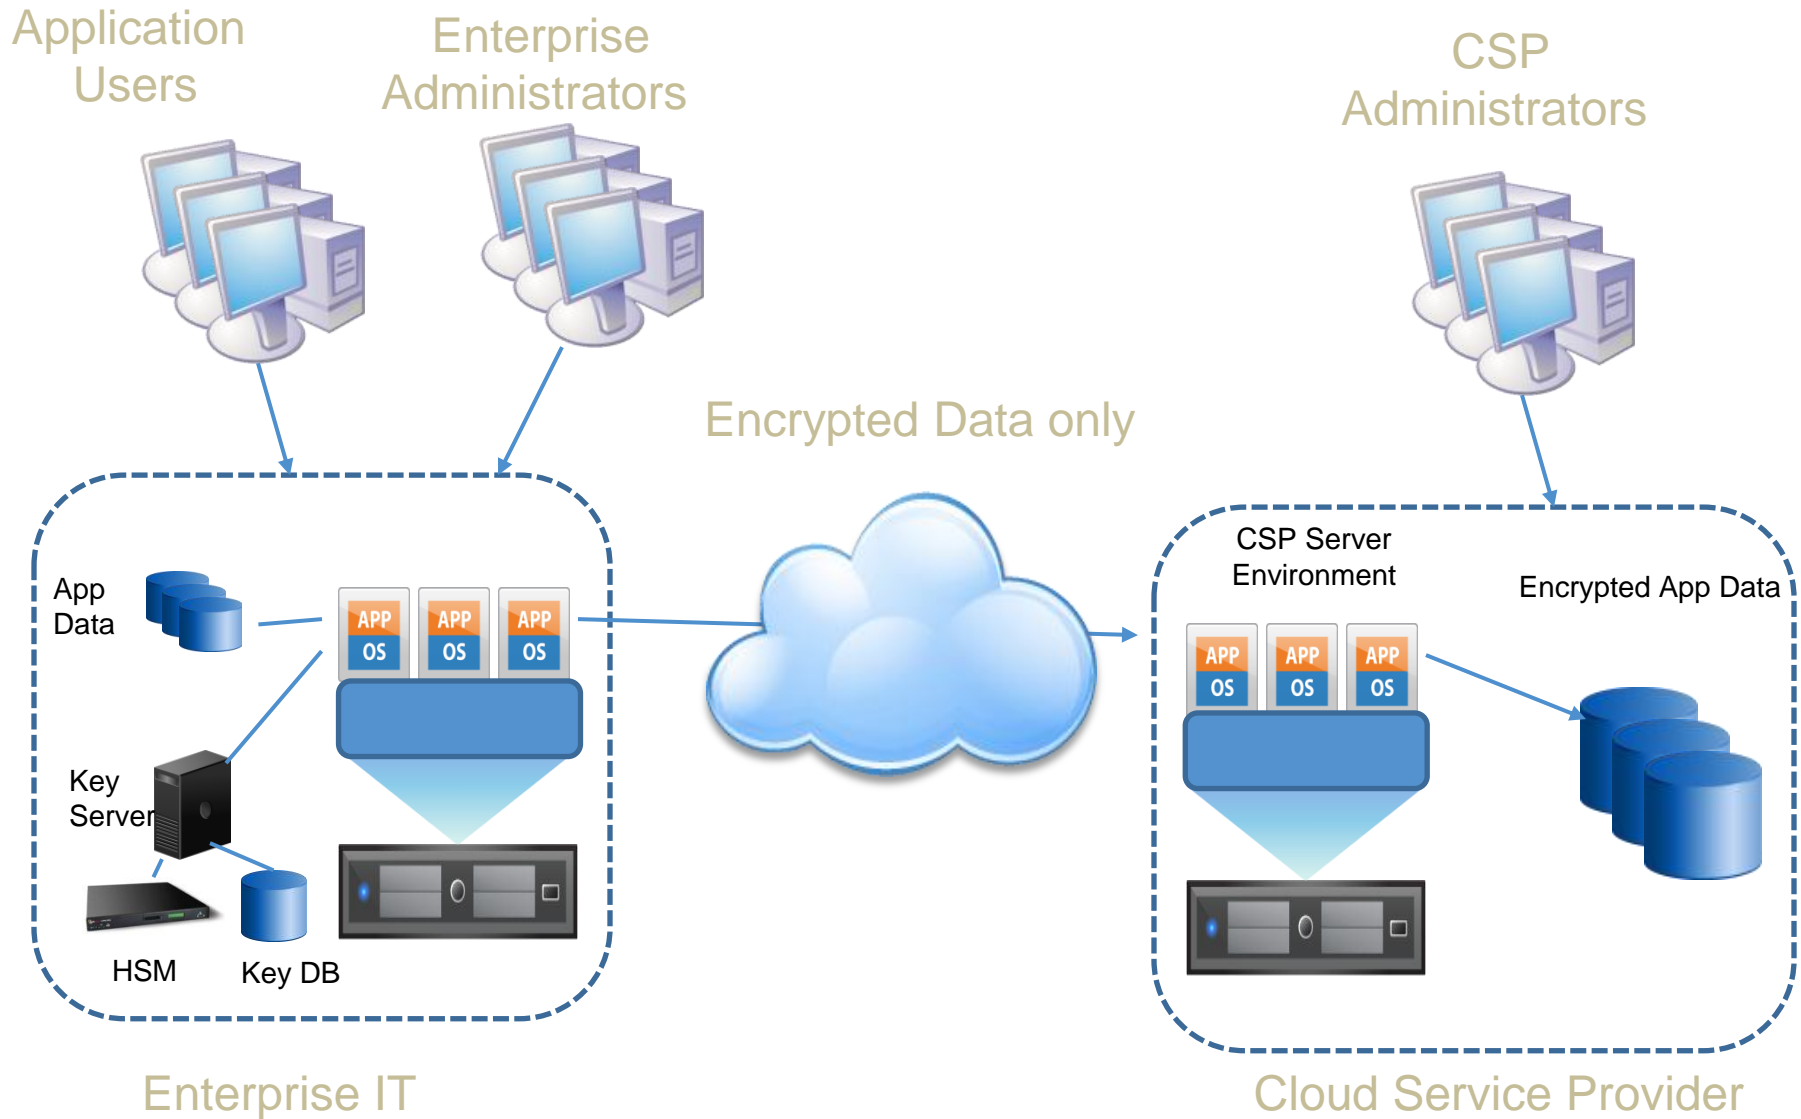 Application
Users
Enterprise
Administrators
CSP
Administrators
Encrypted Data only
App
Data
APP
OS
APP
OS
APP
OS
Key
Server
HSM
Key DB
CSP Server
Environment
Encrypted App Data
APP
OS
APP
OS
APP
OS
Enterprise IT
Cloud Service Provider